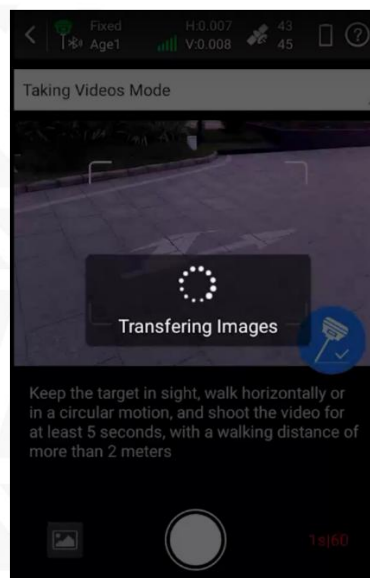 Fixed H:0.007 43
Age1 V:0.008 45
Taking Videos Mode
Transfering Images
Keep the target in sight, walk horizontally or
in a circular motion, and shoot the video for
at least 5 seconds, with a walking distance of
more than 2 meters
1s|60